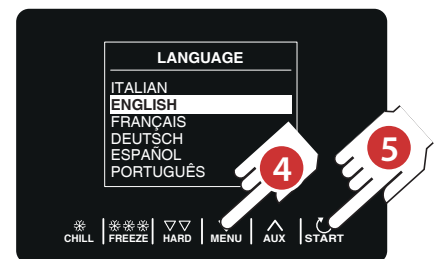 LANGUAGE
ITALIAN
ENGLISH
FRANÇAIS
DEUTSCH
ESPAÑOL
PORTUGUÊS
4
5
CHILL FREEZE HARD MENU AUX START